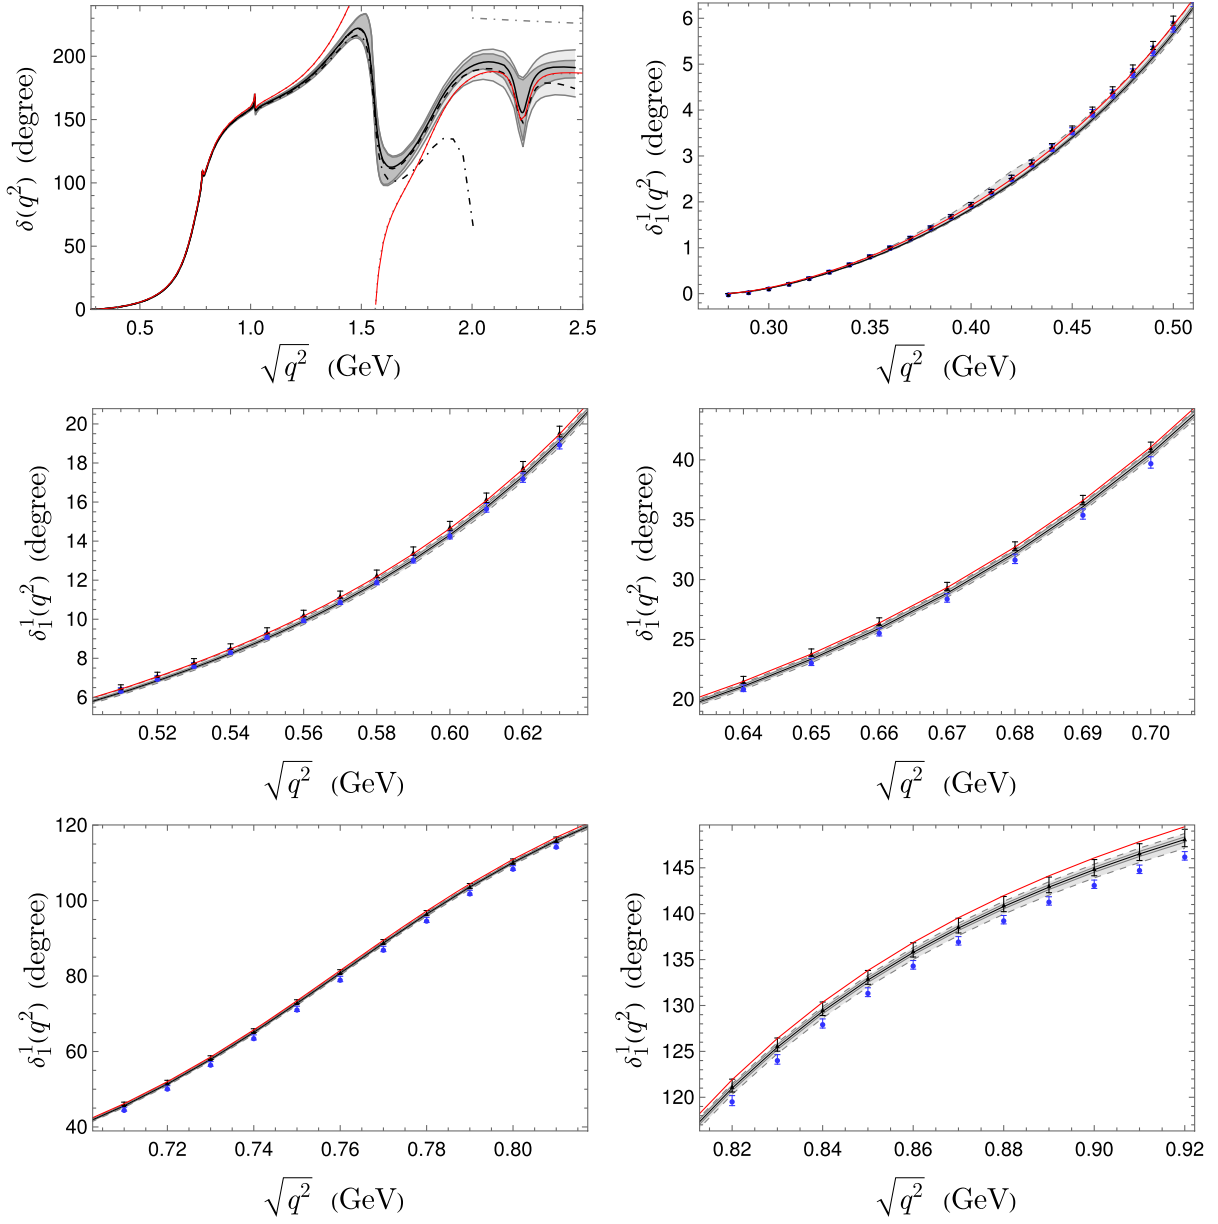 δ(q²) (degree)
200
150
100
50
0
0.5 1.0 1.5 2.0 2.5
√q² (GeV)
δ₁¹(q²) (degree)
6
5
4
3
2
1
0
0.30 0.35 0.40 0.45 0.50
√q² (GeV)
δ₁¹(q²) (degree)
20
18
16
14
12
10
8
6
0.52 0.54 0.56 0.58 0.60 0.62
√q² (GeV)
δ₁¹(q²) (degree)
40
35
30
25
20
0.64 0.65 0.66 0.67 0.68 0.69 0.70
√q² (GeV)
δ₁¹(q²) (degree)
120
100
80
60
40
0.72 0.74 0.76 0.78 0.80
√q² (GeV)
δ₁¹(q²) (degree)
145
140
135
130
125
120
0.82 0.84 0.86 0.88 0.90 0.92
√q² (GeV)